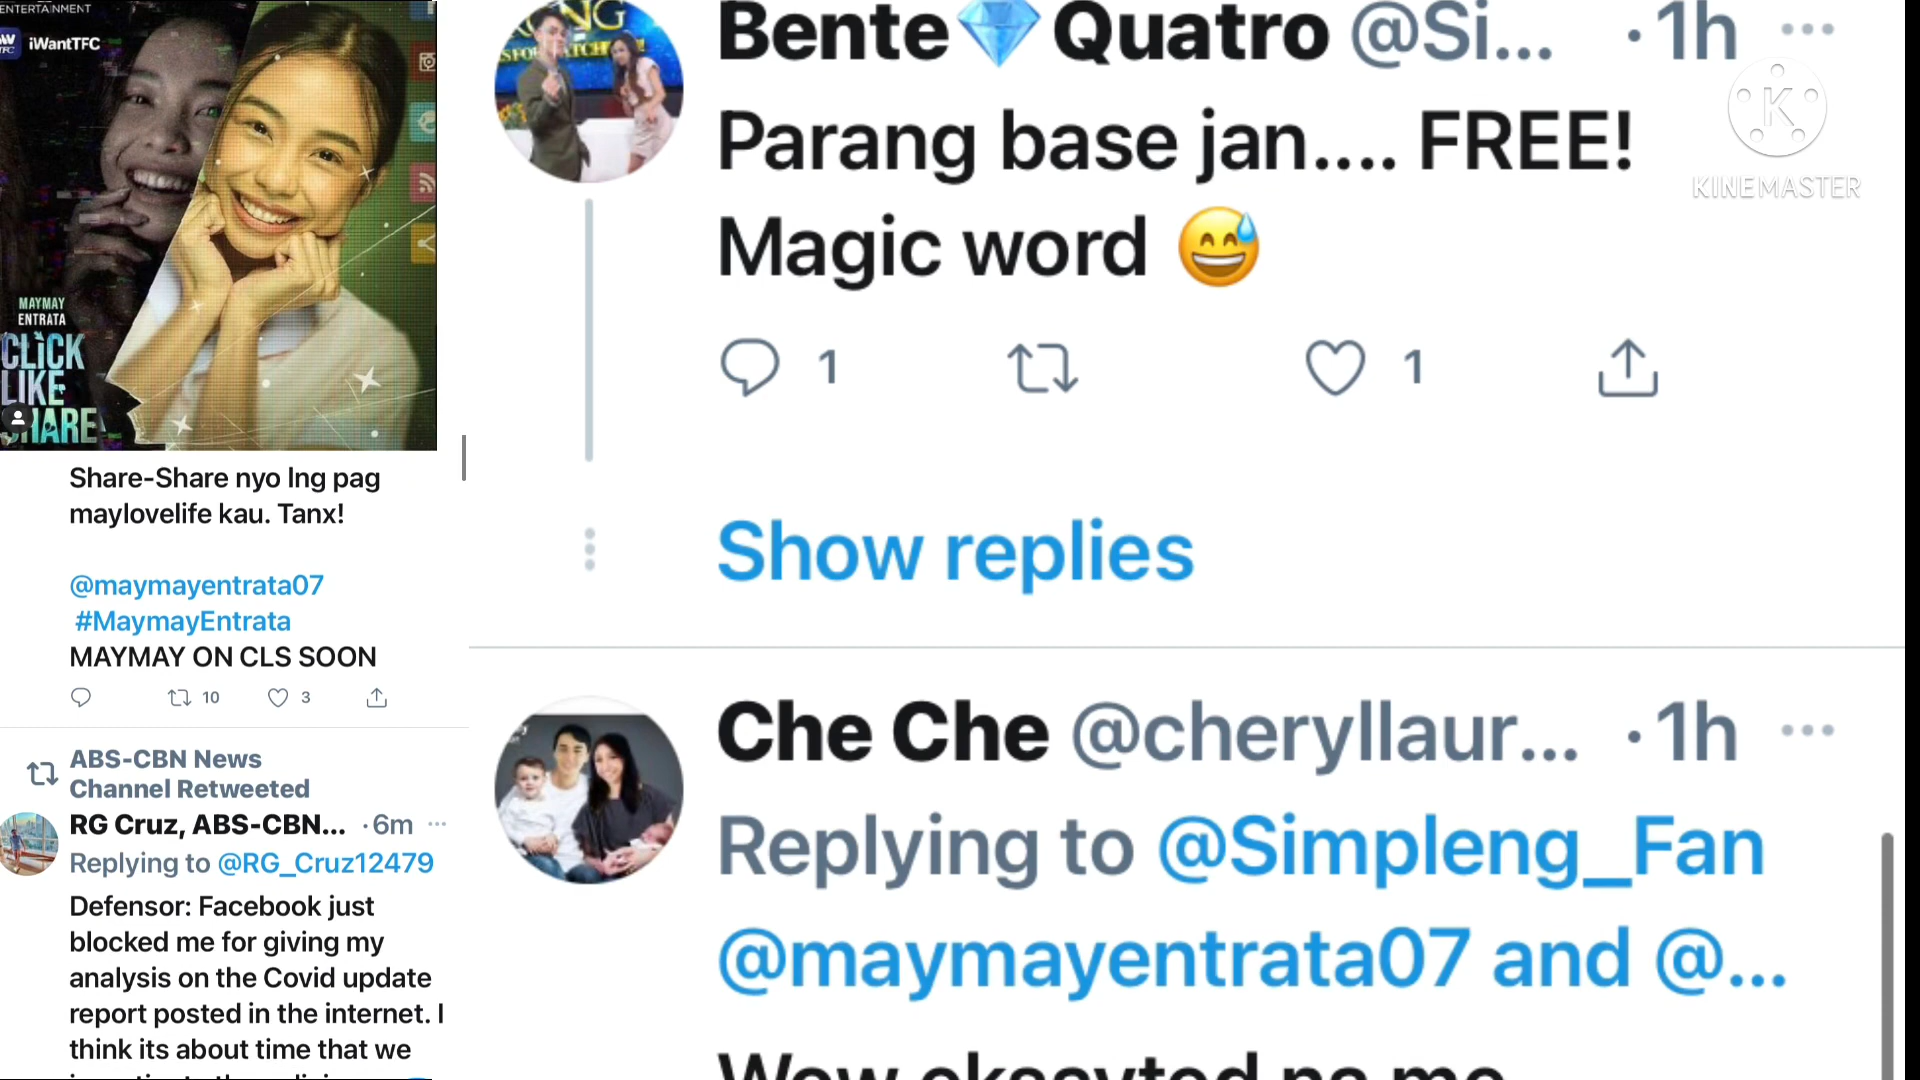 ENTERTAINMENT
iWantTFC
MAYMAY
ENTRATA
CLICK
LIKE
SHARE
Share-Share nyo lng pag
maylovelife kau. Tanx!
@maymayentrata07
#MaymayEntrata
MAYMAY ON CLS SOON
10
3
ABS-CBN News
Channel Retweeted
RG Cruz, ABS-CBN... · 6m ...
Replying to @RG_Cruz12479
Defensor: Facebook just
blocked me for giving my
analysis on the Covid update
report posted in the internet. I
think its about time that we
Bente💎Quatro @Si... · 1h ...
Parang base jan.... FREE!
Magic word 😅
1
1
Show replies
Che Che @cheryllaur... · 1h ...
Replying to @Simpleng_Fan
@maymayentrata07 and @...
Wow eksayted na me
K
KINEMASTER